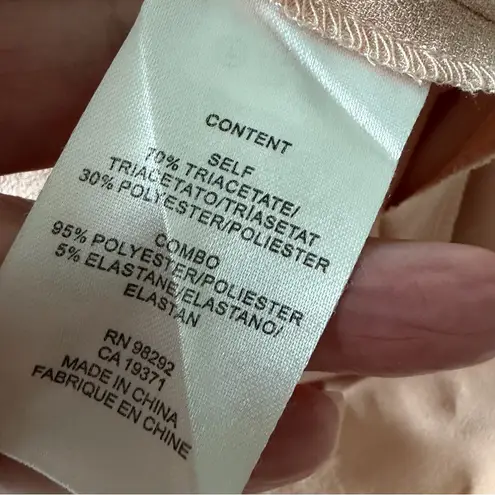 CONTENT
SELF
70% TRIACETATE/
TRIACETATO/TRIASETAT
30% POLYESTER/POLIESTER
COMBO
95% POLYESTER/POLIESTER
5% ELASTANE/ELASTANO/
ELASTAN
RN 98292
CA 19371
MADE IN CHINA
FABRIQUE EN CHINE